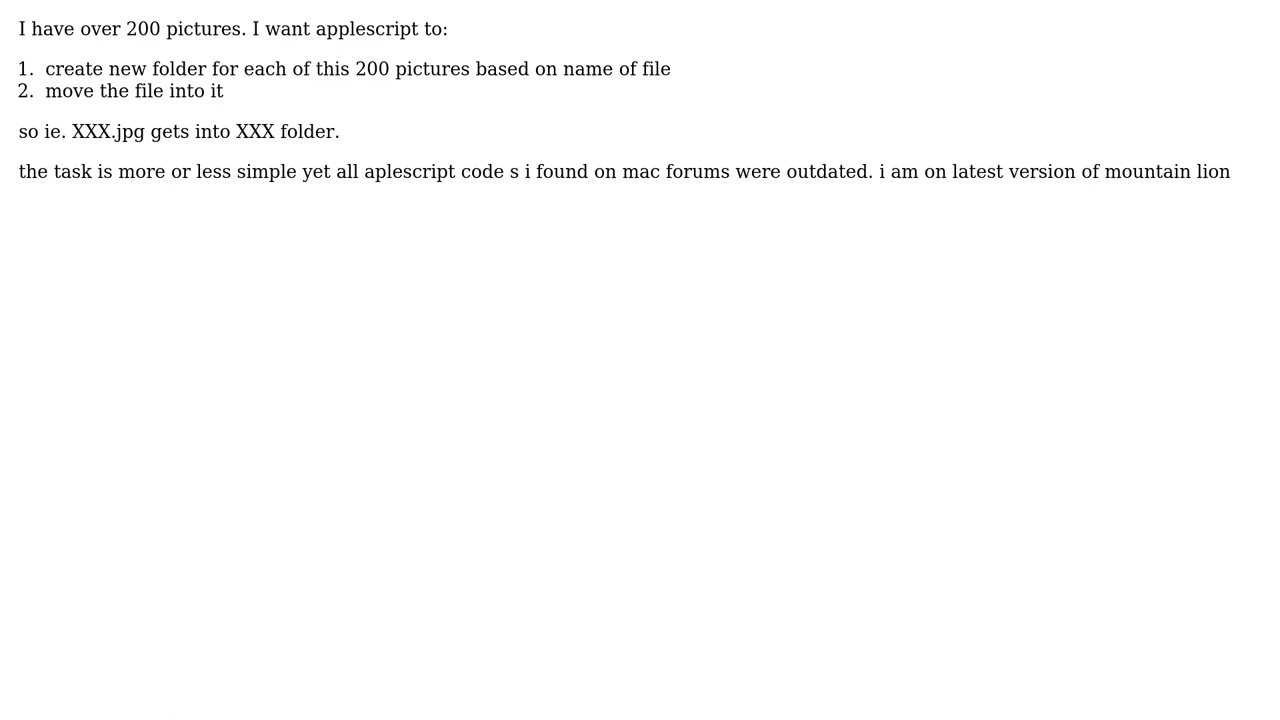 I have over 200 pictures. I want applescript to:
1. create new folder for each of this 200 pictures based on name of file
2. move the file into it
so ie. XXX.jpg gets into XXX folder.
the task is more or less simple yet all aplescript code s i found on mac forums were outdated. i am on latest version of mountain lion